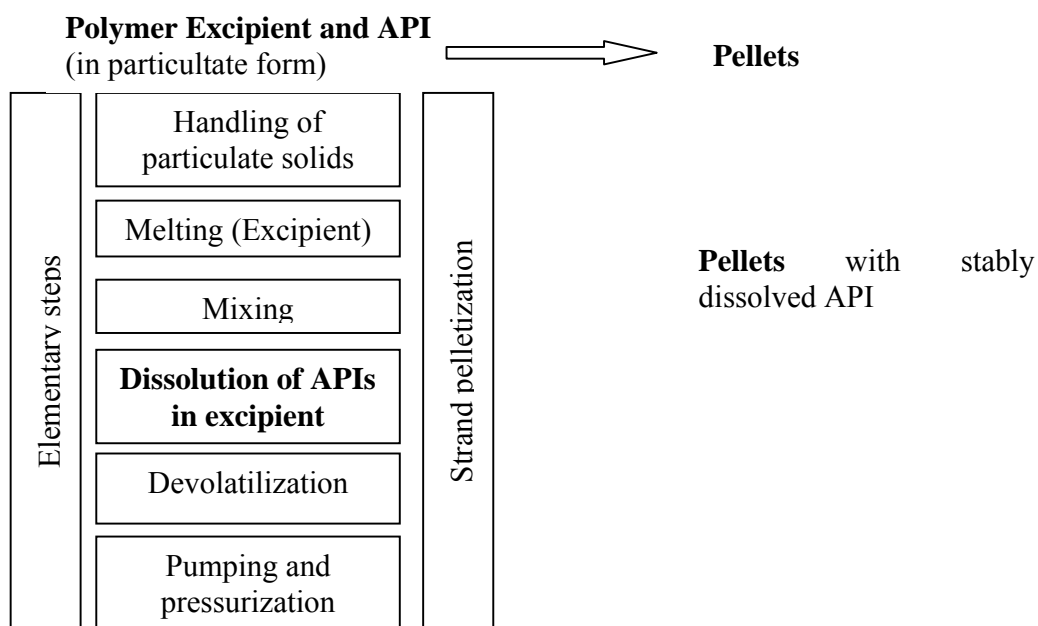 Polymer Excipient and API
(in particultate form)
Pellets
Elementary steps
Handling of
particulate solids
Melting (Excipient)
Mixing
Dissolution of APIs
in excipient
Devolatilization
Pumping and
pressurization
Strand pelletization
Pellets with stably
dissolved API